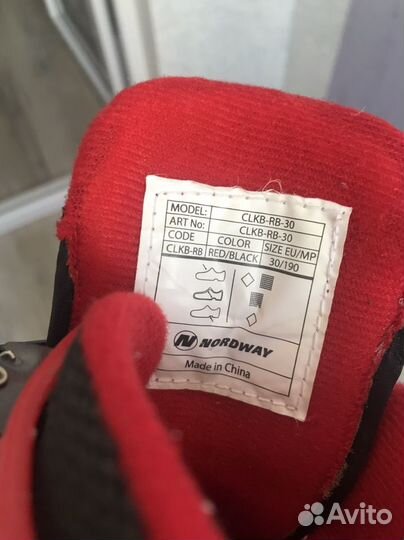 MODEL: CLKB-RB-30
ART No: CLKB-RB-30
CODE COLOR SIZE EU/MP
CLKB-RB RED/BLACK 30/190
N NORDWAY
Made in China
Avito